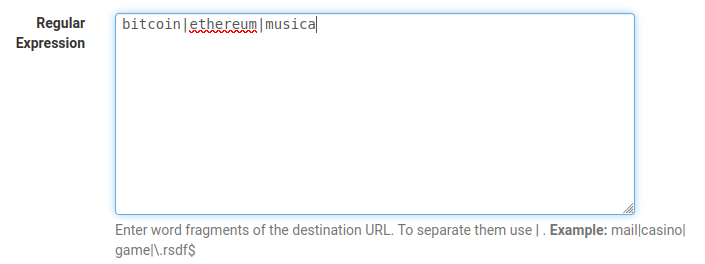 Regular
Expression
bitcoin|ethereum|musica
Enter word fragments of the destination URL. To separate them use | . Example: mail|casino|
game|\.rsdf$